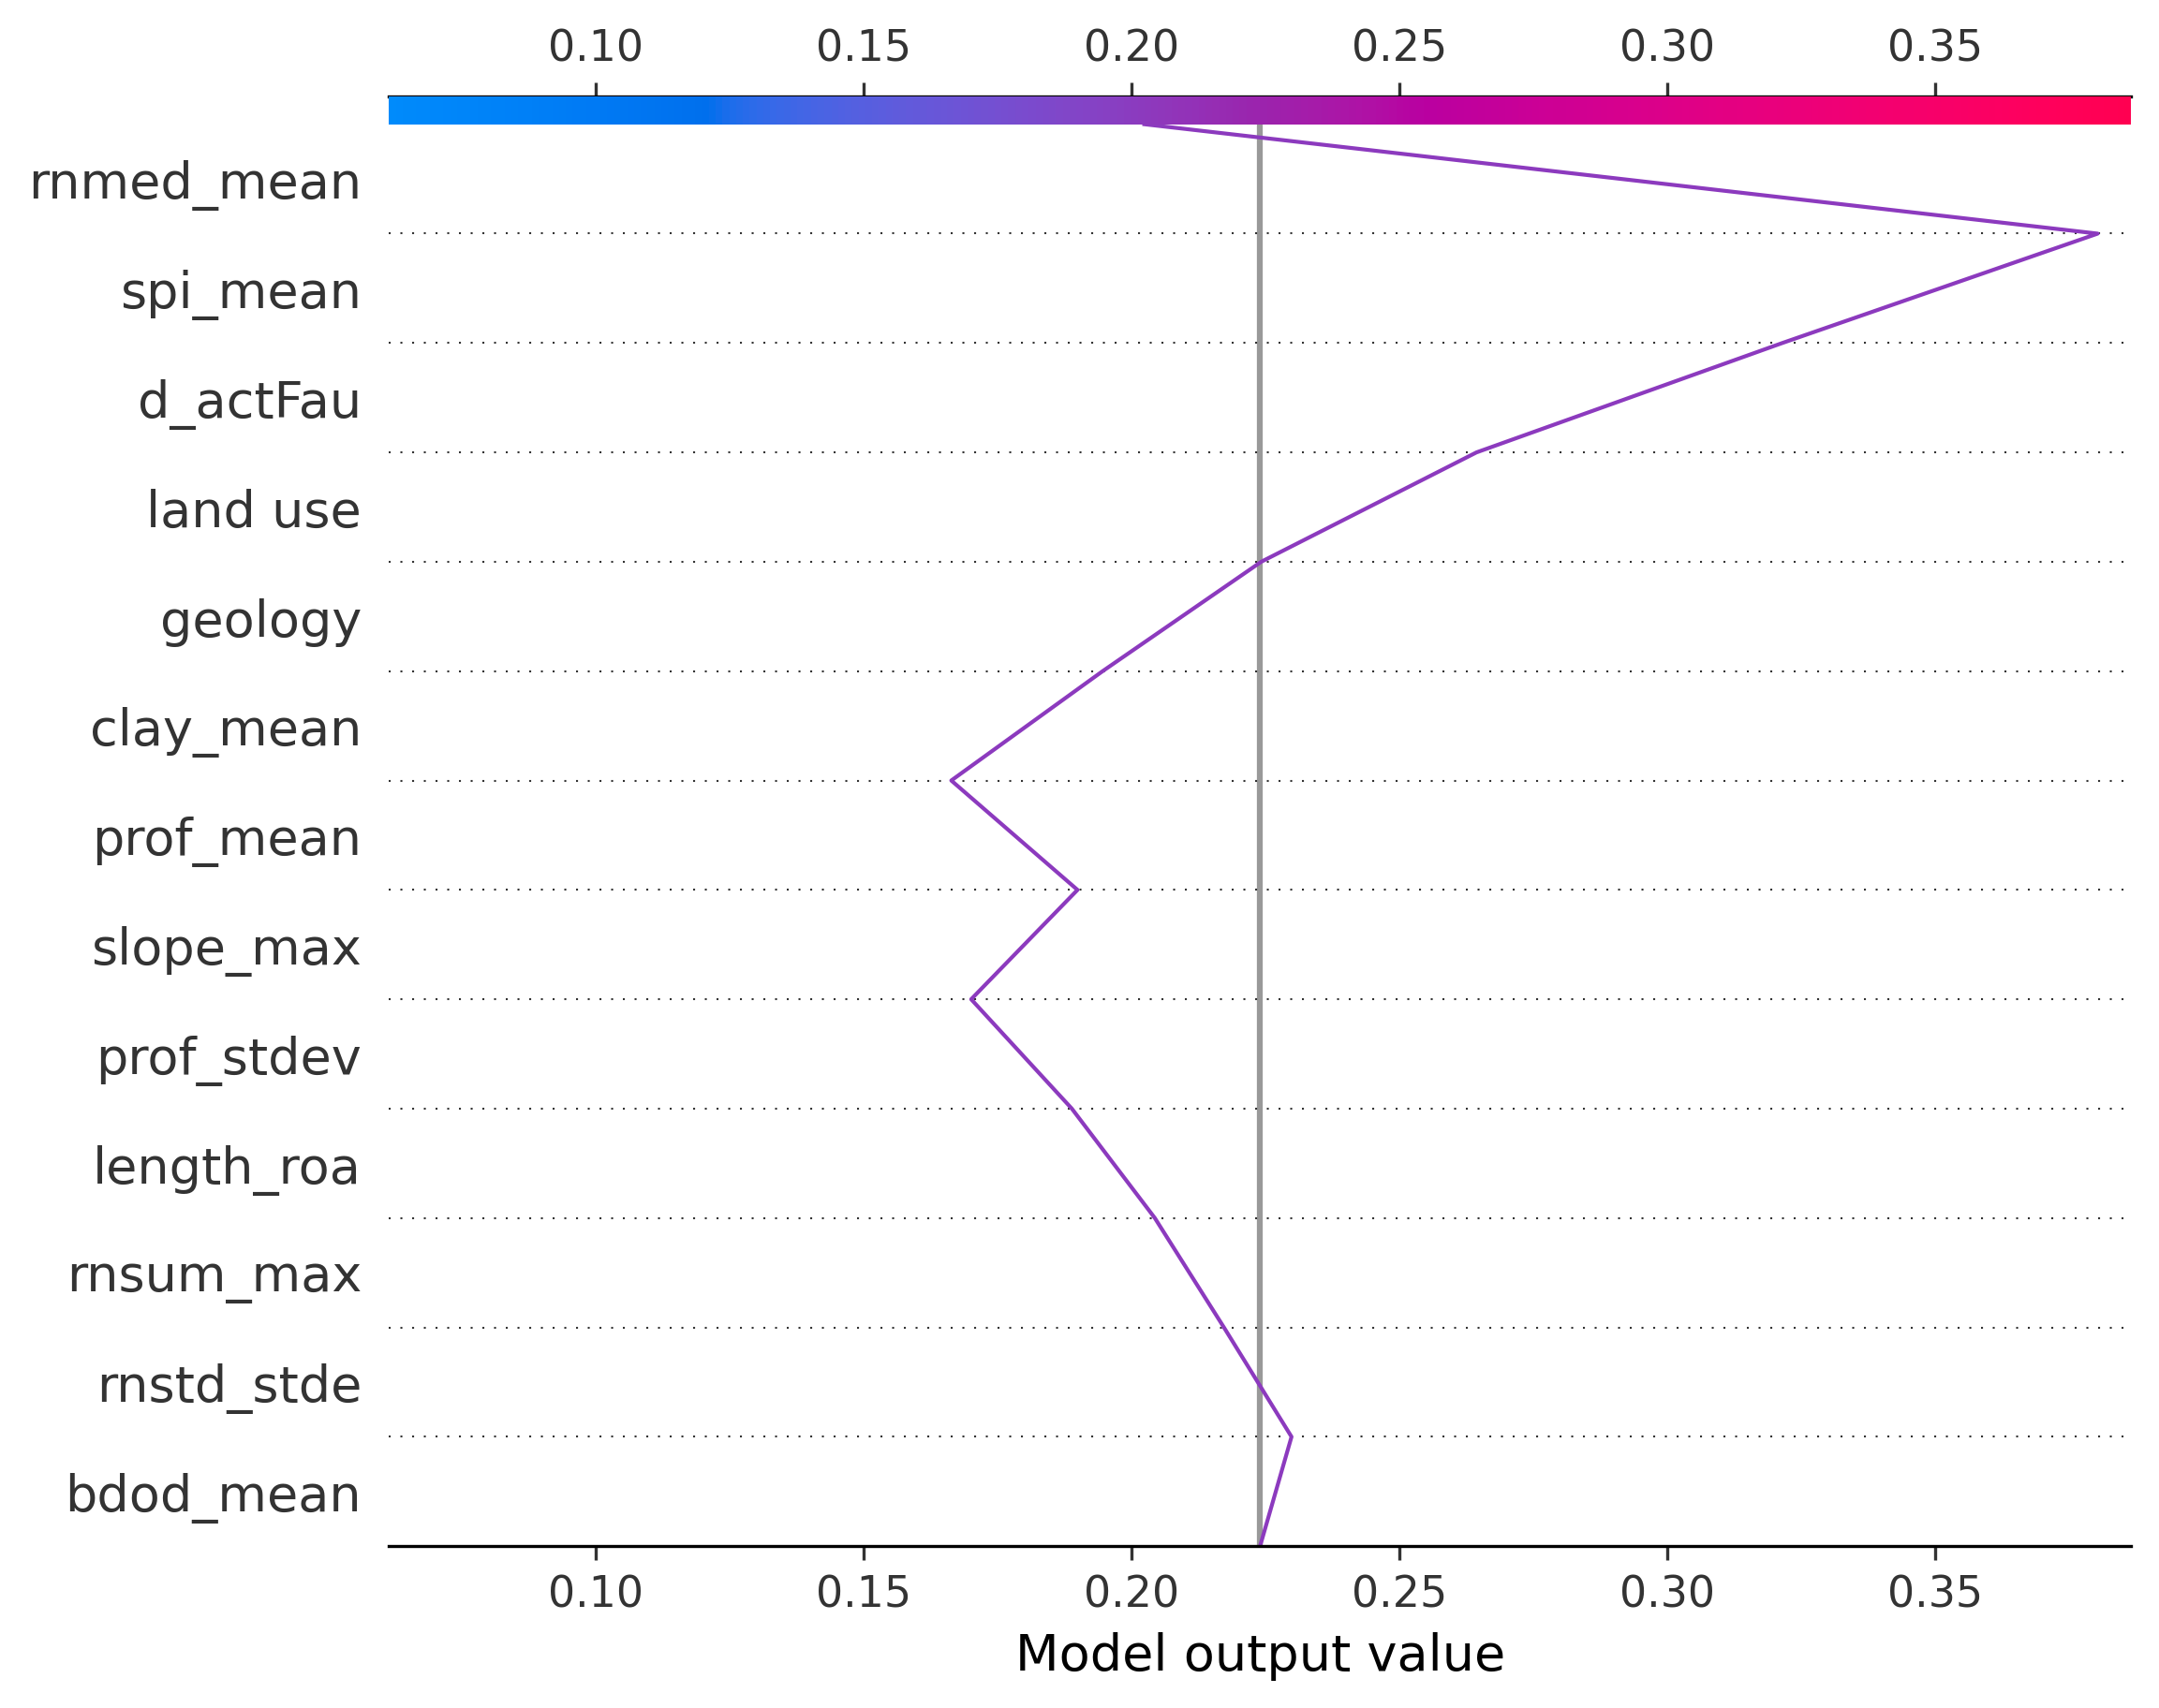 0.10 0.15 0.20 0.25 0.30 0.35
rnmed_mean
spi_mean
d_actFau
land use
geology
clay_mean
prof_mean
slope_max
prof_stdev
length_roa
rnsum_max
rnstd_stde
bdod_mean
0.10 0.15 0.20 0.25 0.30 0.35
Model output value